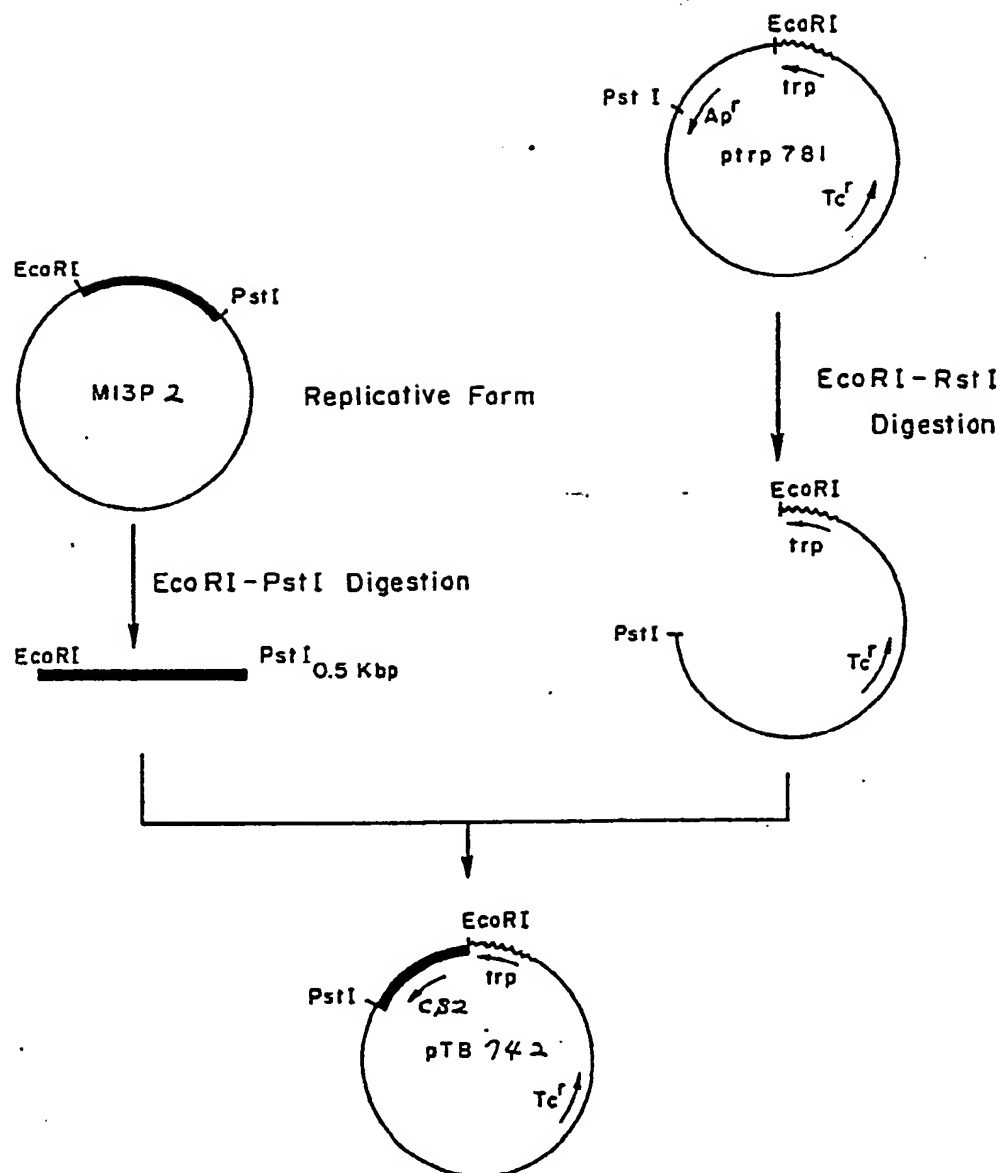 EcoRI
trp
Pst I
Apʳ
ptrp 781
Tcʳ
EcoRI
PstI
M13P 2
Replicative Form
EcoRI-RstI
Digestion
EcoRI-PstI Digestion
EcoRI
PstI 0.5 Kbp
EcoRI
trp
PstI
Tcʳ
EcoRI
trp
PstI
CS2
pTB 742
Tcʳ